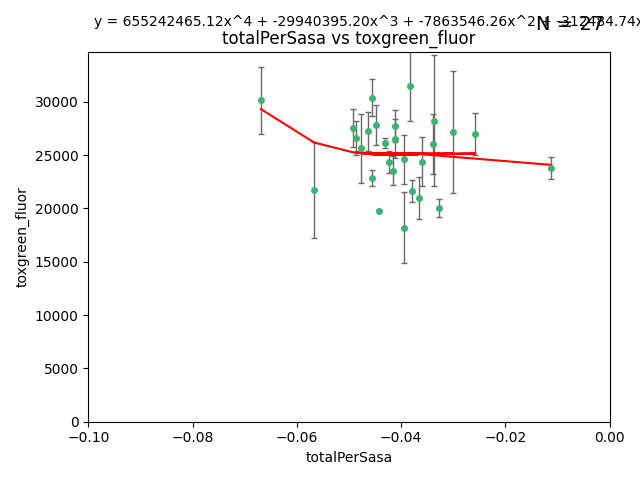 y = 655242465.12x^4 + -29940395.20x^3 + -7863546.26x^2 + -312484.74x
N = 27
totalPerSasa vs toxgreen_fluor
30000
25000
20000
15000
10000
5000
0
toxgreen_fluor
−0.10 −0.08 −0.06 −0.04 −0.02 0.00
totalPerSasa